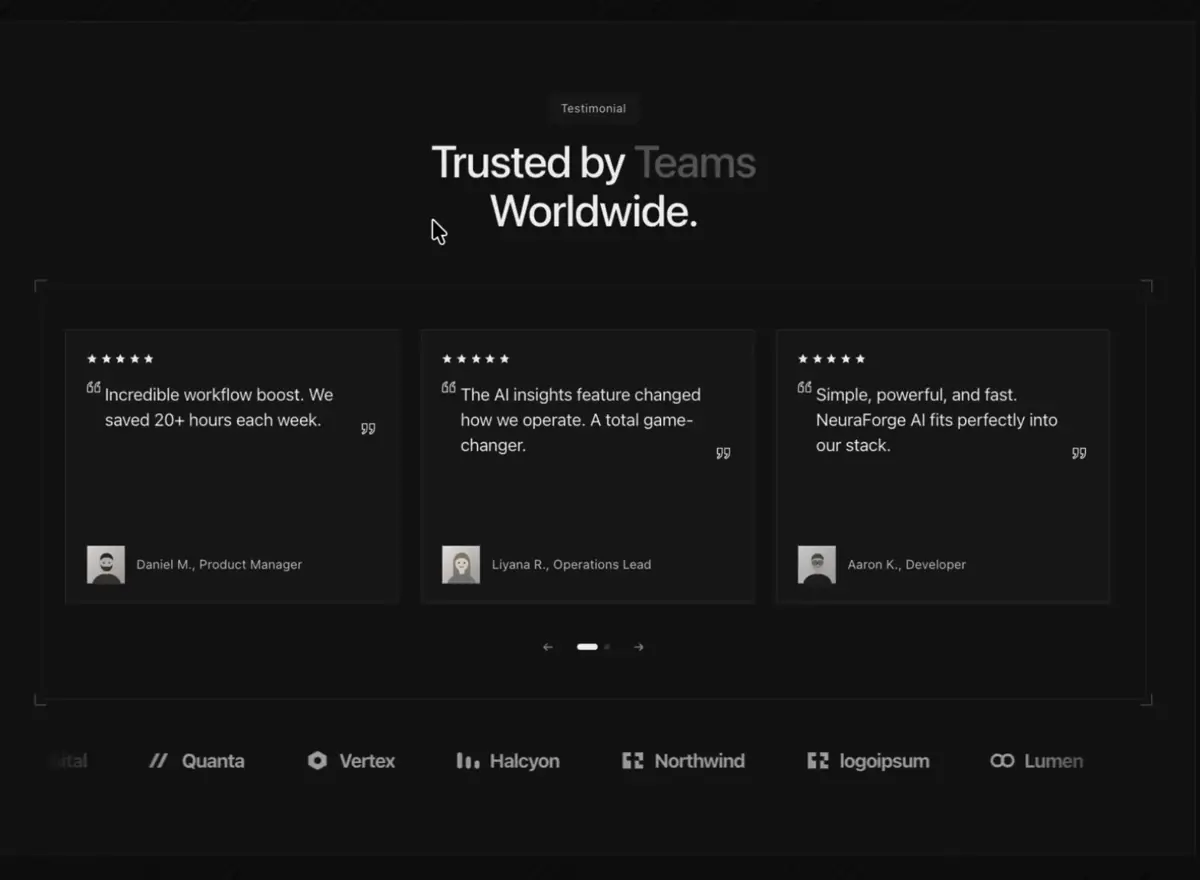 Testimonial
Trusted by Teams
Worldwide.
“ Incredible workflow boost. We
saved 20+ hours each week. ”
Daniel M., Product Manager
“ The AI insights feature changed
how we operate. A total game-
changer. ”
Liyana R., Operations Lead
“ Simple, powerful, and fast.
NeuraForge AI fits perfectly into
our stack. ”
Aaron K., Developer
Quanta
Vertex
Halcyon
Northwind
logoipsum
Lumen